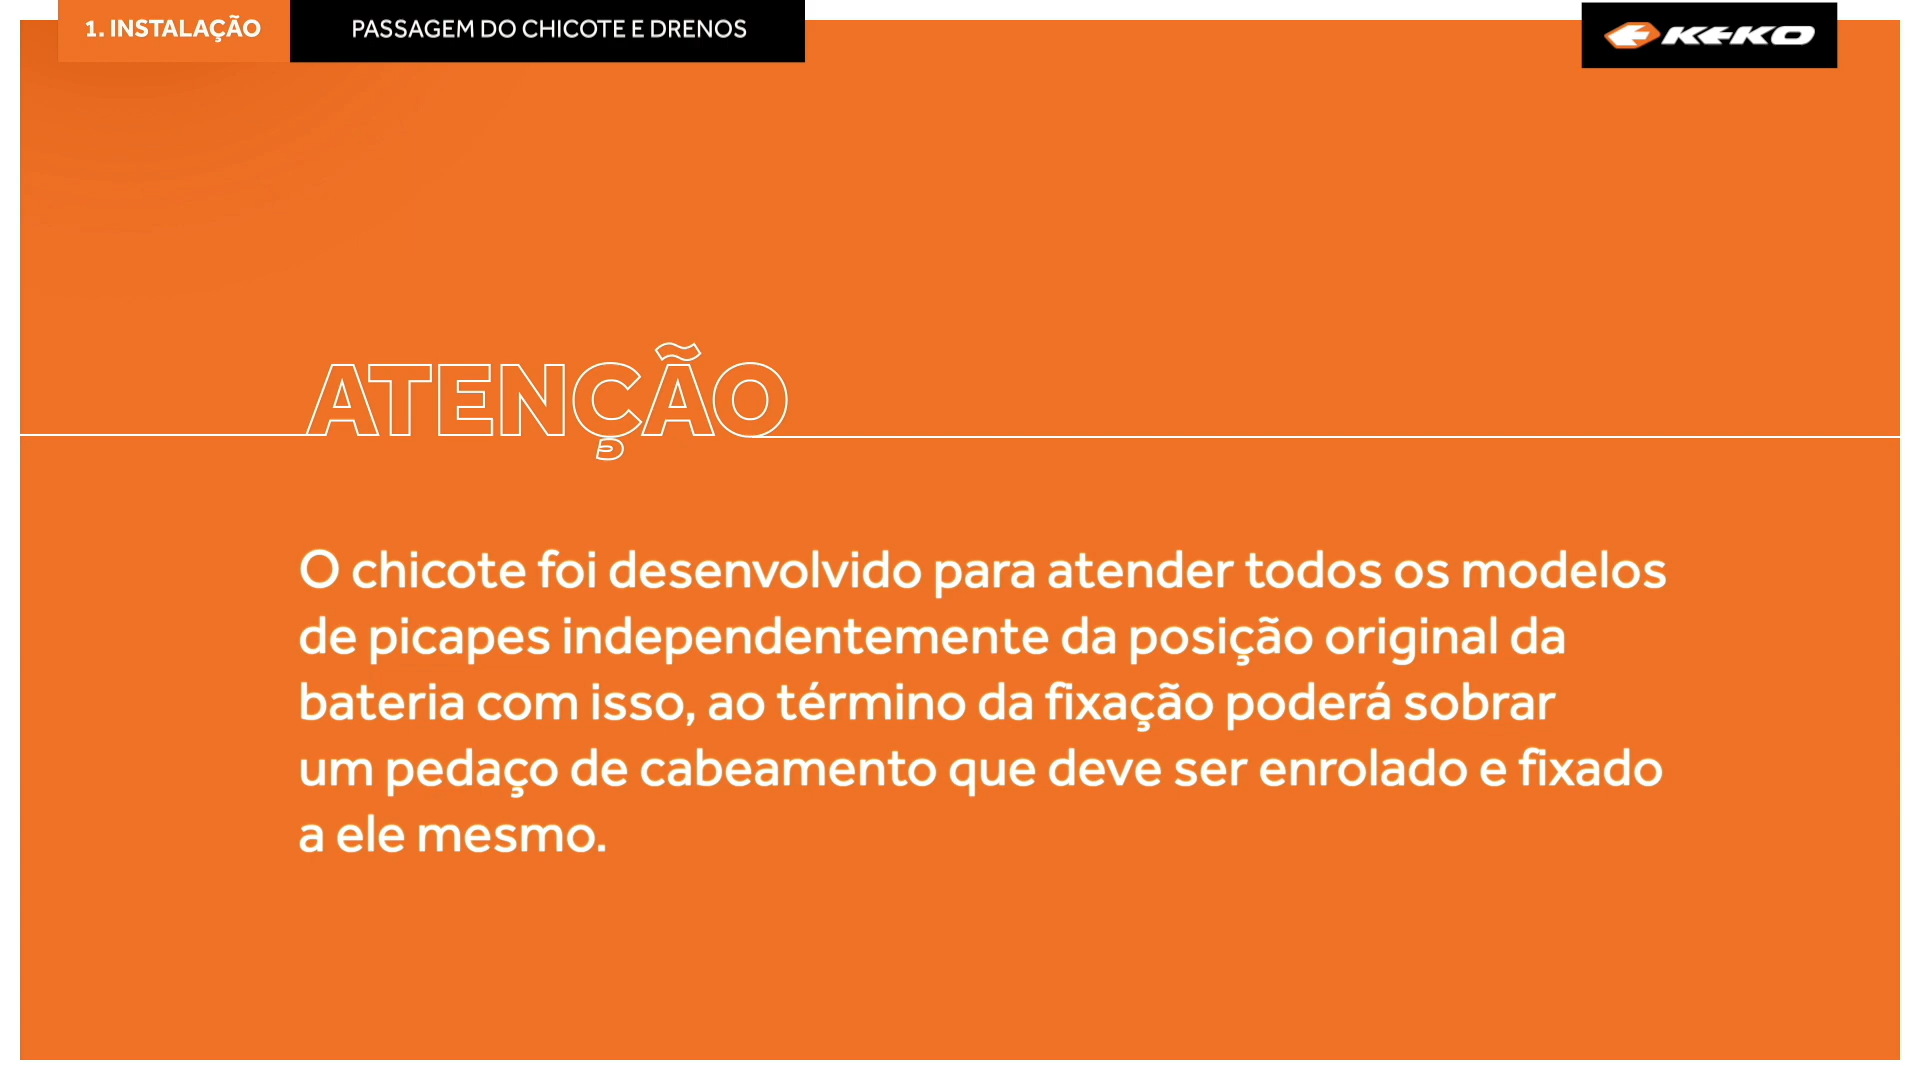 1. INSTALAÇÃO
PASSAGEM DO CHICOTE E DRENOS
KEKO
ATENÇÃO
O chicote foi desenvolvido para atender todos os modelos
de picapes independentemente da posição original da
bateria com isso, ao término da fixação poderá sobrar
um pedaço de cabeamento que deve ser enrolado e fixado
a ele mesmo.